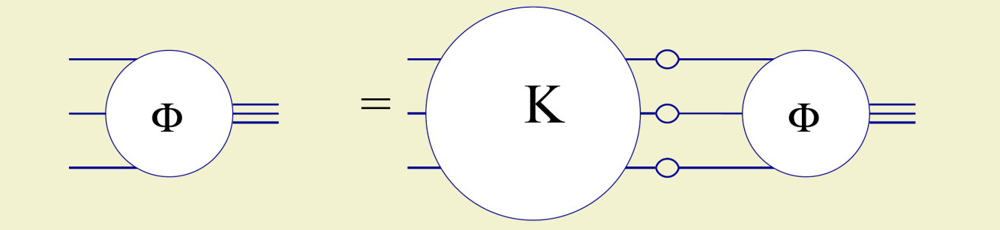 Φ = K Φ